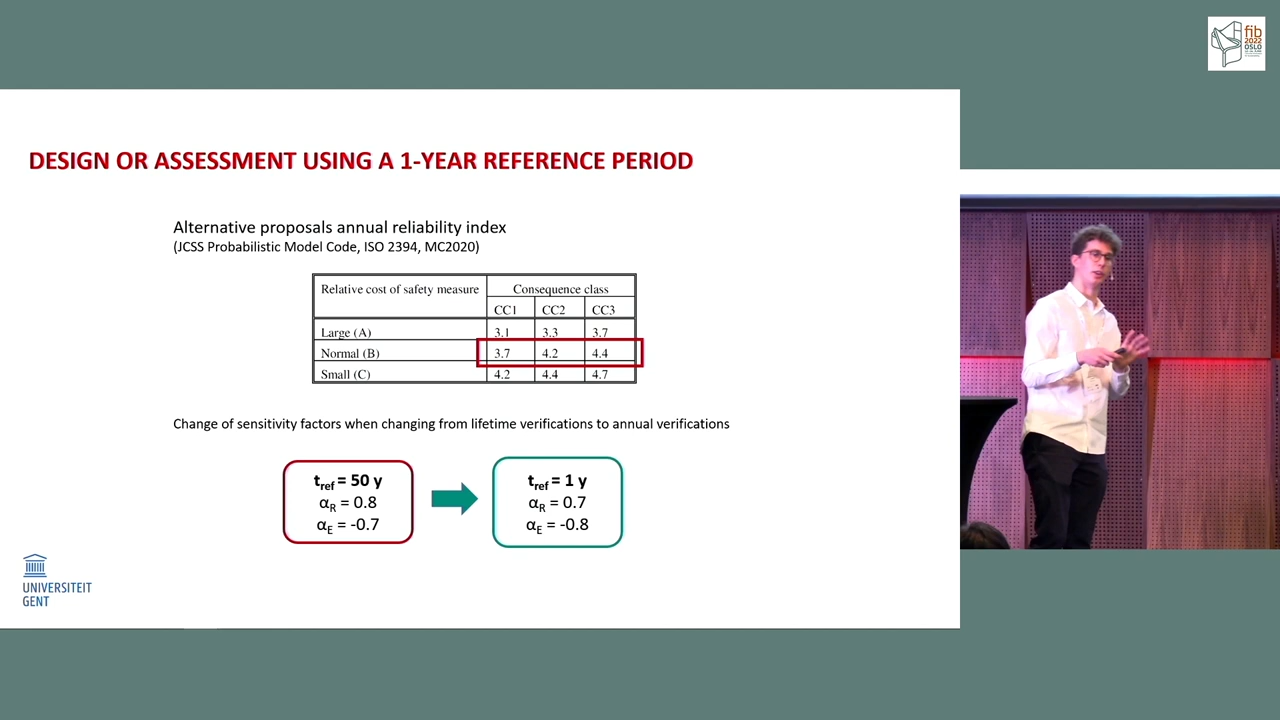 fib
2022
OSLO
DESIGN OR ASSESSMENT USING A 1-YEAR REFERENCE PERIOD
Alternative proposals annual reliability index
(JCSS Probabilistic Model Code, ISO 2394, MC2020)
Relative cost of safety measure Consequence class
CC1 CC2 CC3
Large (A) 3.1 3.3 3.7
Normal (B) 3.7 4.2 4.4
Small (C) 4.2 4.4 4.7
Change of sensitivity factors when changing from lifetime verifications to annual verifications
tref = 50 y
αR = 0.8
αE = -0.7
tref = 1 y
αR = 0.7
αE = -0.8
UNIVERSITEIT
GENT